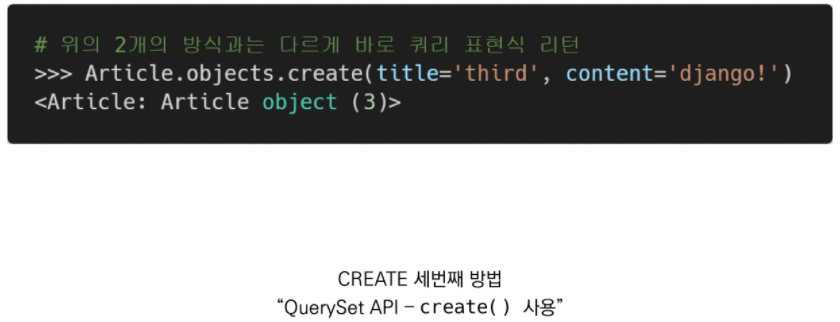 # 위의 2개의 방식과는 다르게 바로 쿼리 표현식 리턴
>>> Article.objects.create(title='third', content='django!')
<Article: Article object (3)>
CREATE 세번째 방법
“QuerySet API – create() 사용”